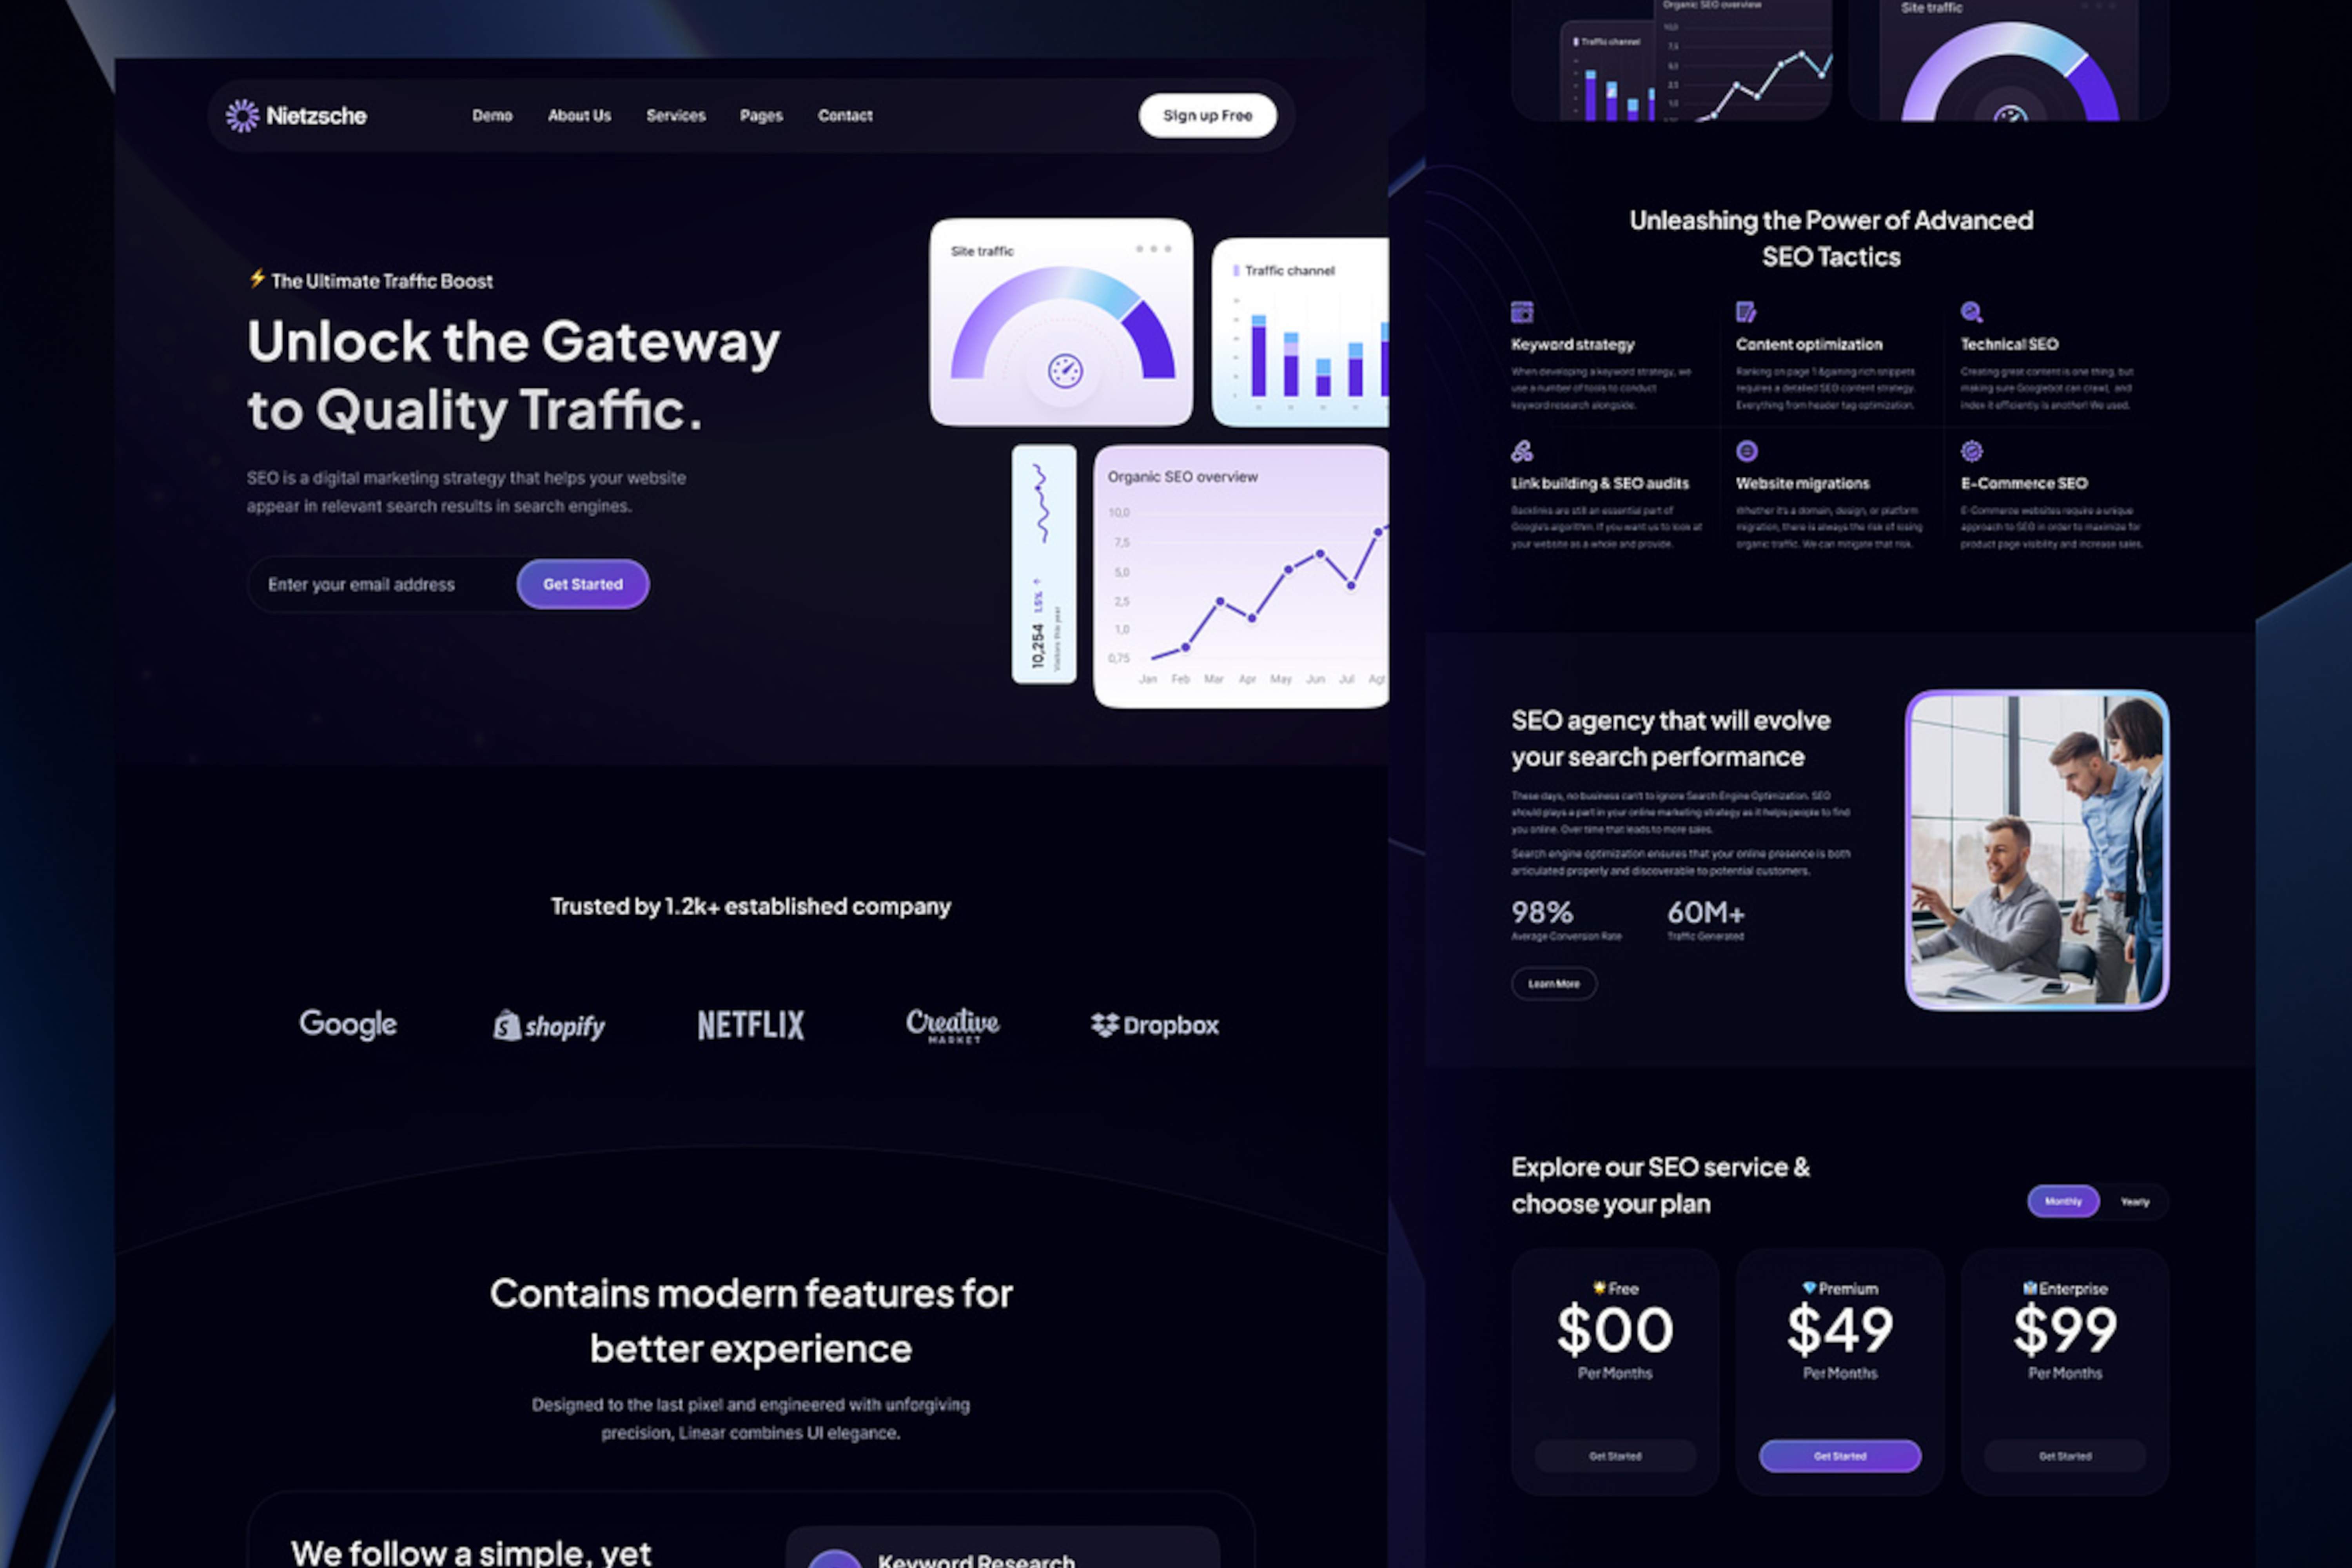 Nietzsche
Demo
About Us
Services
Pages
Contact
Sign up Free
⚡ The Ultimate Traffic Boost
Unlock the Gateway
to Quality Traffic.
SEO is a digital marketing strategy that helps your website
appear in relevant search results in search engines.
Enter your email address
Get Started
Site traffic
Traffic channel
10,254 1.5% ↑
Visitors this year
Organic SEO overview
10,0
7,5
5,0
2,5
1,0
0,75
Jan Feb Mar Apr May Jun Jul Agt
Trusted by 1.2k+ established company
Google
shopify
NETFLIX
Creative
MARKET
Dropbox
Contains modern features for
better experience
Designed to the last pixel and engineered with unforgiving
precision, Linear combines UI elegance.
We follow a simple, yet
Keyword Research
Traffic channel
Organic SEO overview
10,0
7,5
5,0
2,5
1,0
Site traffic
Unleashing the Power of Advanced
SEO Tactics
Keyword strategy
When developing a keyword strategy, we
use a number of tools to conduct
keyword research alongside.
Content optimization
Ranking on page 1 & gaining rich snippets
requires a detailed SEO content strategy.
Everything from header tag optimization.
Technical SEO
Creating great content is one thing, but
making sure Googlebot can crawl, and
index it efficiently is another! We used.
Link building & SEO audits
Backlinks are still an essential part of
Google's algorithm. If you want us to look at
your website as a whole and provide.
Website migrations
Whether it's a domain, design, or platform
migration, there is always the risk of losing
organic traffic. We can mitigate that risk.
E-Commerce SEO
E-Commerce websites require a unique
approach to SEO in order to maximize for
product page visibility and increase sales.
SEO agency that will evolve
your search performance
These days, no business can't to ignore Search Engine Optimization. SEO
should plays a part in your online marketing strategy as it helps people to find
you online. Over time that leads to more sales.
Search engine optimization ensures that your online presence is both
articulated properly and discoverable to potential customers.
98%
Average Conversion Rate
60M+
Traffic Generated
Learn More
Explore our SEO service &
choose your plan
Monthly
Yearly
Free
$00
Per Months
Get Started
Premium
$49
Per Months
Get Started
Enterprise
$99
Per Months
Get Started